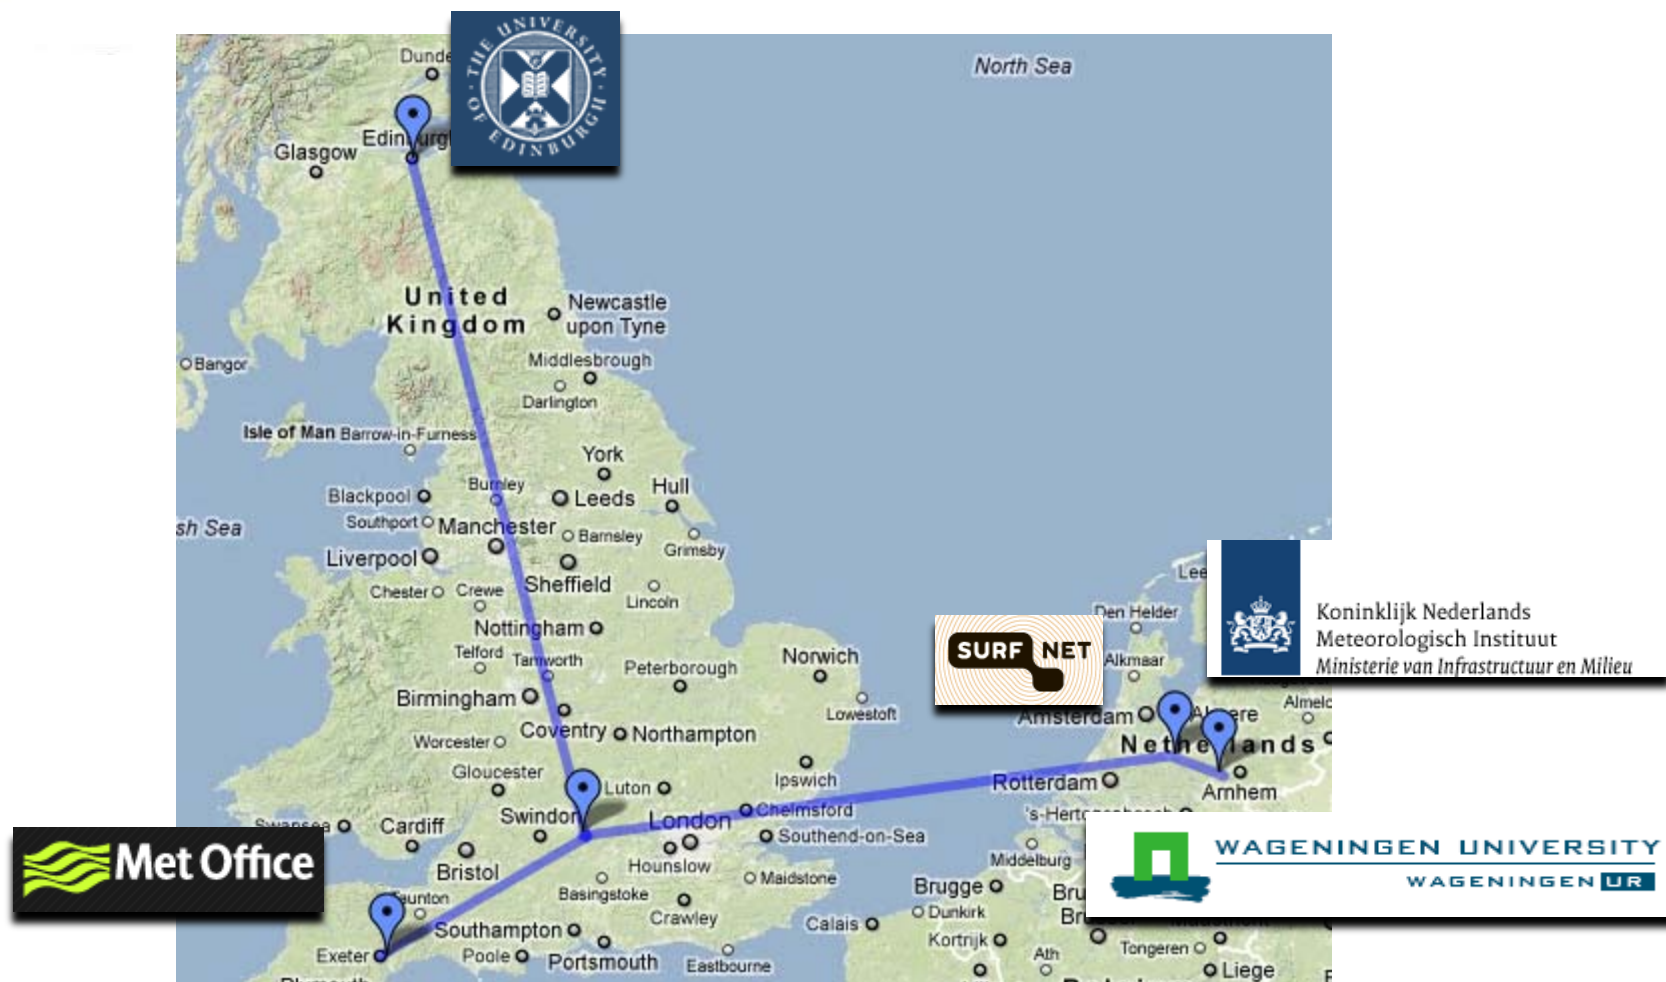 THE UNIVERSITY OF EDINBURGH
North Sea
Glasgow
United
Kingdom
Newcastle
upon Tyne
Bangor
Middlesbrough
Darlington
Isle of Man
Barrow-in-Furness
York
Burnley
Blackpool
Leeds
Hull
Southport
Manchester
Barnsley
Grimsby
sh Sea
Liverpool
Sheffield
Chester
Crewe
Lincoln
Nottingham
Telford
Tamworth
Peterborough
Norwich
Birmingham
Lowestoft
Coventry
Northampton
Worcester
Gloucester
Ipswich
Luton
Swindon
London
Chelmsford
Southend-on-Sea
Cardiff
Bristol
Hounslow
Basingstoke
Maidstone
Crawley
Southampton
Exeter
Poole
Portsmouth
Eastbourne
Met Office
SURF NET
Den Helder
Alkmaar
Koninklijk Nederlands
Meteorologisch Instituut
Ministerie van Infrastructuur en Milieu
Amsterdam
Netherlands
Rotterdam
Arnhem
Middelburg
WAGENINGEN UNIVERSITY
WAGENINGEN UR
Brugge
Dunkirk
Calais
Kortrijk
Ath
Tongeren
Liege